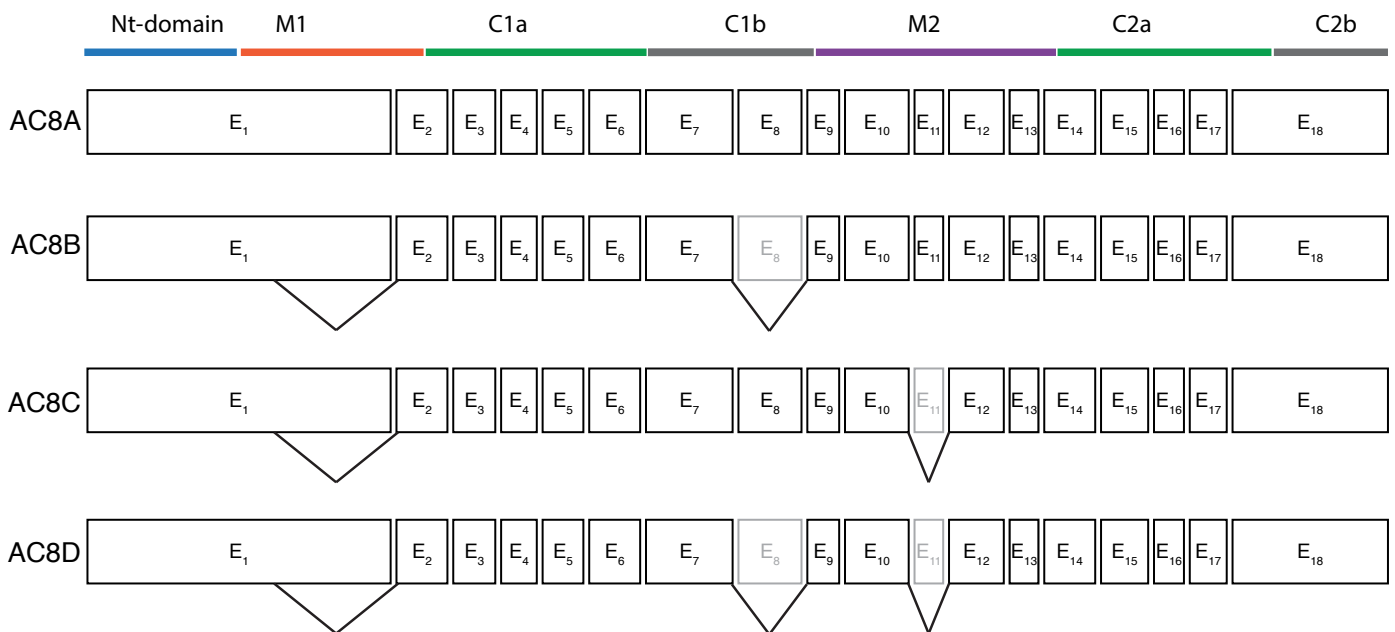 Nt-domain M1 C1a C1b M2 C2a C2b
AC8A E₁ E₂ E₃ E₄ E₅ E₆ E₇ E₈ E₉ E₁₀ E₁₁ E₁₂ E₁₃ E₁₄ E₁₅ E₁₆ E₁₇ E₁₈
AC8B E₁ E₂ E₃ E₄ E₅ E₆ E₇ E₈ E₉ E₁₀ E₁₁ E₁₂ E₁₃ E₁₄ E₁₅ E₁₆ E₁₇ E₁₈
AC8C E₁ E₂ E₃ E₄ E₅ E₆ E₇ E₈ E₉ E₁₀ E₁₁ E₁₂ E₁₃ E₁₄ E₁₅ E₁₆ E₁₇ E₁₈
AC8D E₁ E₂ E₃ E₄ E₅ E₆ E₇ E₈ E₉ E₁₀ E₁₁ E₁₂ E₁₃ E₁₄ E₁₅ E₁₆ E₁₇ E₁₈